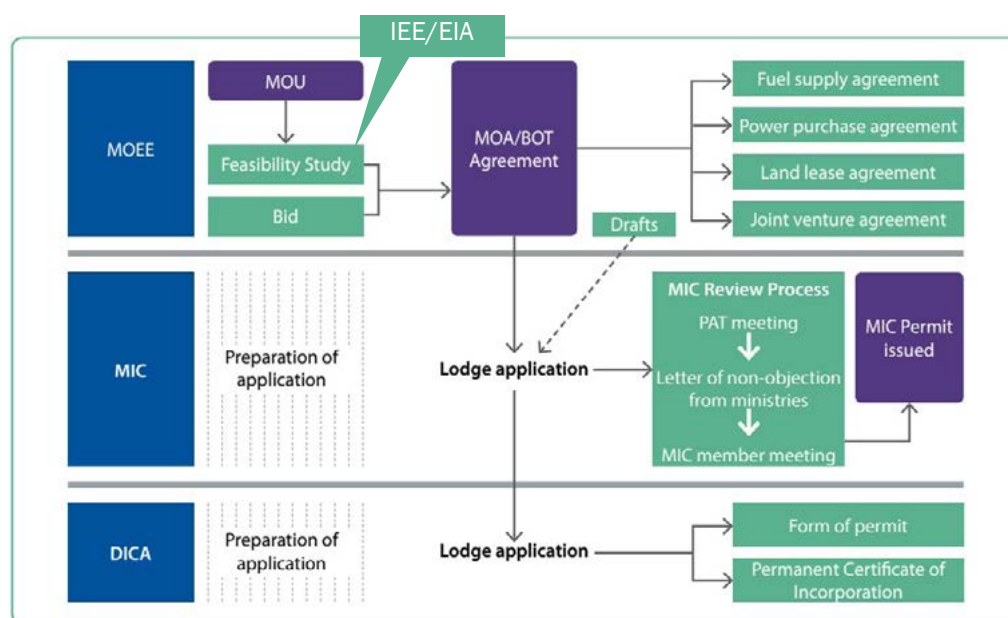 IEE/EIA
MOEE
MOU
Feasibility Study
Bid
MOA/BOT
Agreement
Fuel supply agreement
Power purchase agreement
Land lease agreement
Joint venture agreement
Drafts
MIC
Preparation of
application
Lodge application
MIC Review Process
PAT meeting
Letter of non-objection
from ministries
MIC member meeting
MIC Permit
issued
DICA
Preparation of
application
Lodge application
Form of permit
Permanent Certificate of
Incorporation